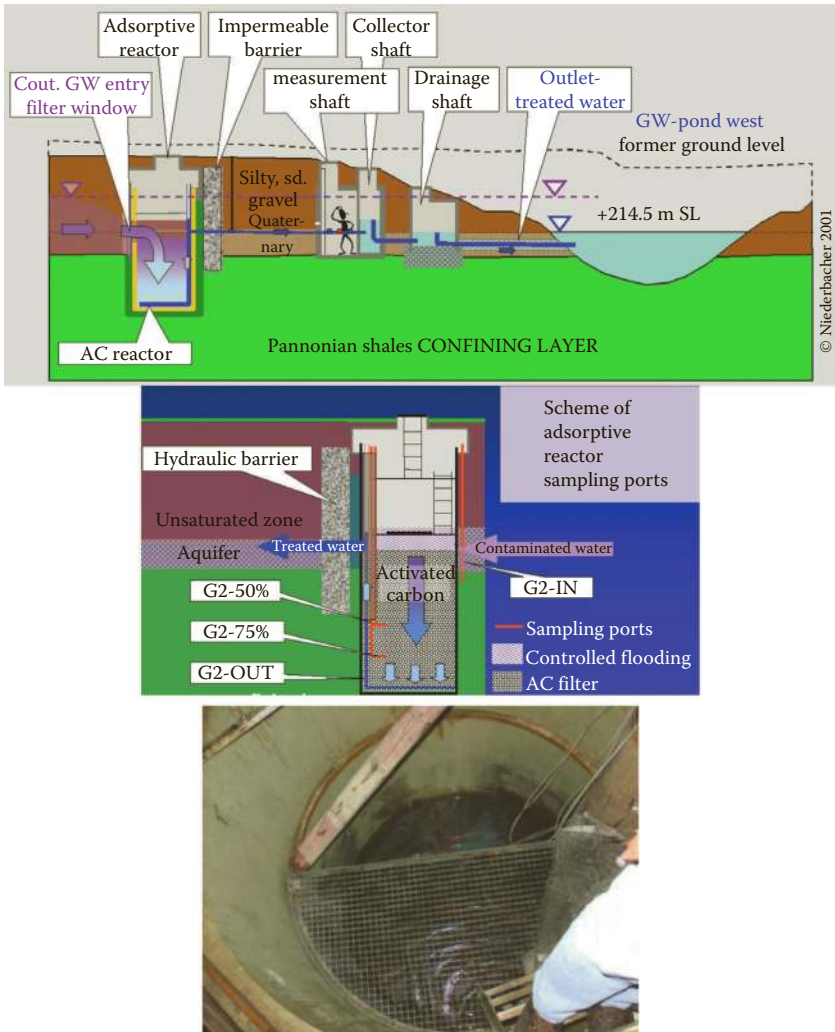 Adsorptive
reactor
Impermeable
barrier
Collector
shaft
Cout. GW entry
filter window
measurement
shaft
Drainage
shaft
Outlet-
treated water
GW-pond west
former ground level
Silty, sd.
gravel
Quater-
nary
+214.5 m SL
AC reactor
Pannonian shales CONFINING LAYER
© Niederbacher 2001
Scheme of
adsorptive
reactor
sampling ports
Hydraulic barrier
Unsaturated zone
Aquifer
Treated water
Contaminated water
Activated
carbon
G2-IN
G2-50%
G2-75%
G2-OUT
Sampling ports
Controlled flooding
AC filter